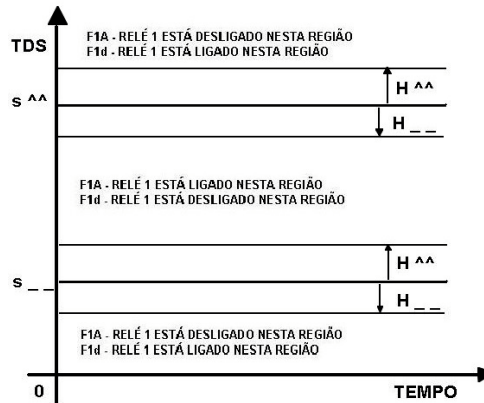 TDS
F1A - RELÉ 1 ESTÁ DESLIGADO NESTA REGIÃO
F1d - RELÉ 1 ESTÁ LIGADO NESTA REGIÃO
s ^^
H ^^
H _ _
F1A - RELÉ 1 ESTÁ LIGADO NESTA REGIÃO
F1d - RELÉ 1 ESTÁ DESLIGADO NESTA REGIÃO
s _ _
H ^^
H _ _
F1A - RELÉ 1 ESTÁ DESLIGADO NESTA REGIÃO
F1d - RELÉ 1 ESTÁ LIGADO NESTA REGIÃO
0
TEMPO